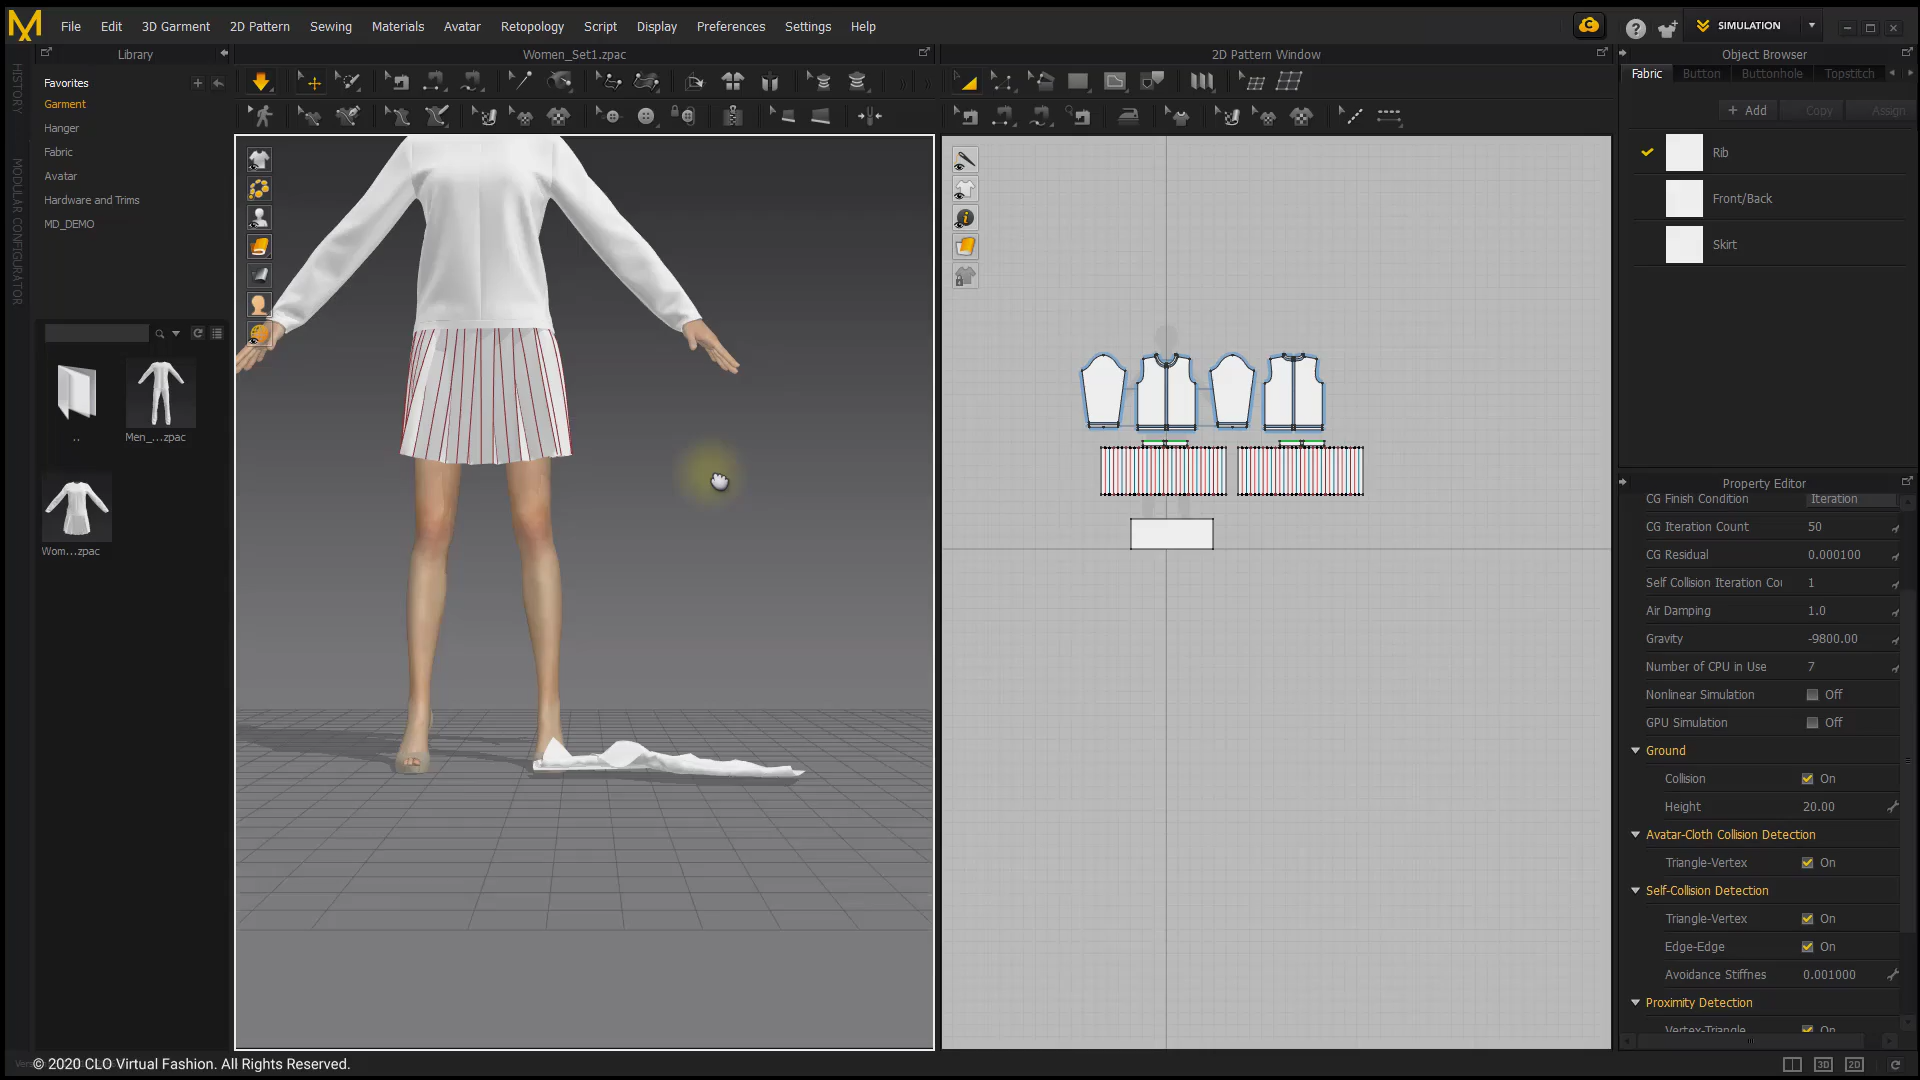 File Edit 3D Garment 2D Pattern Sewing Materials Avatar Retopology Script Display Preferences Settings Help
SIMULATION
Library
Women_Set1.zpac
2D Pattern Window
Object Browser
HISTORY
MODULAR CONFIGURATOR
Favorites
Garment
Hanger
Fabric
Avatar
Hardware and Trims
MD_DEMO
..
Men_...zpac
Wom...zpac
Fabric Button Buttonhole Topstitch
+ Add Copy Assign
Rib
Front/Back
Skirt
Property Editor
CG Finish Condition Iteration
CG Iteration Count 50
CG Residual 0.000100
Self Collision Iteration Cou 1
Air Damping 1.0
Gravity -9800.00
Number of CPU in Use 7
Nonlinear Simulation Off
GPU Simulation Off
Ground
Collision On
Height 20.00
Avatar-Cloth Collision Detection
Triangle-Vertex On
Self-Collision Detection
Triangle-Vertex On
Edge-Edge On
Avoidance Stiffnes 0.001000
Proximity Detection
Vertex-Triangle On
© 2020 CLO Virtual Fashion. All Rights Reserved.
3D 2D